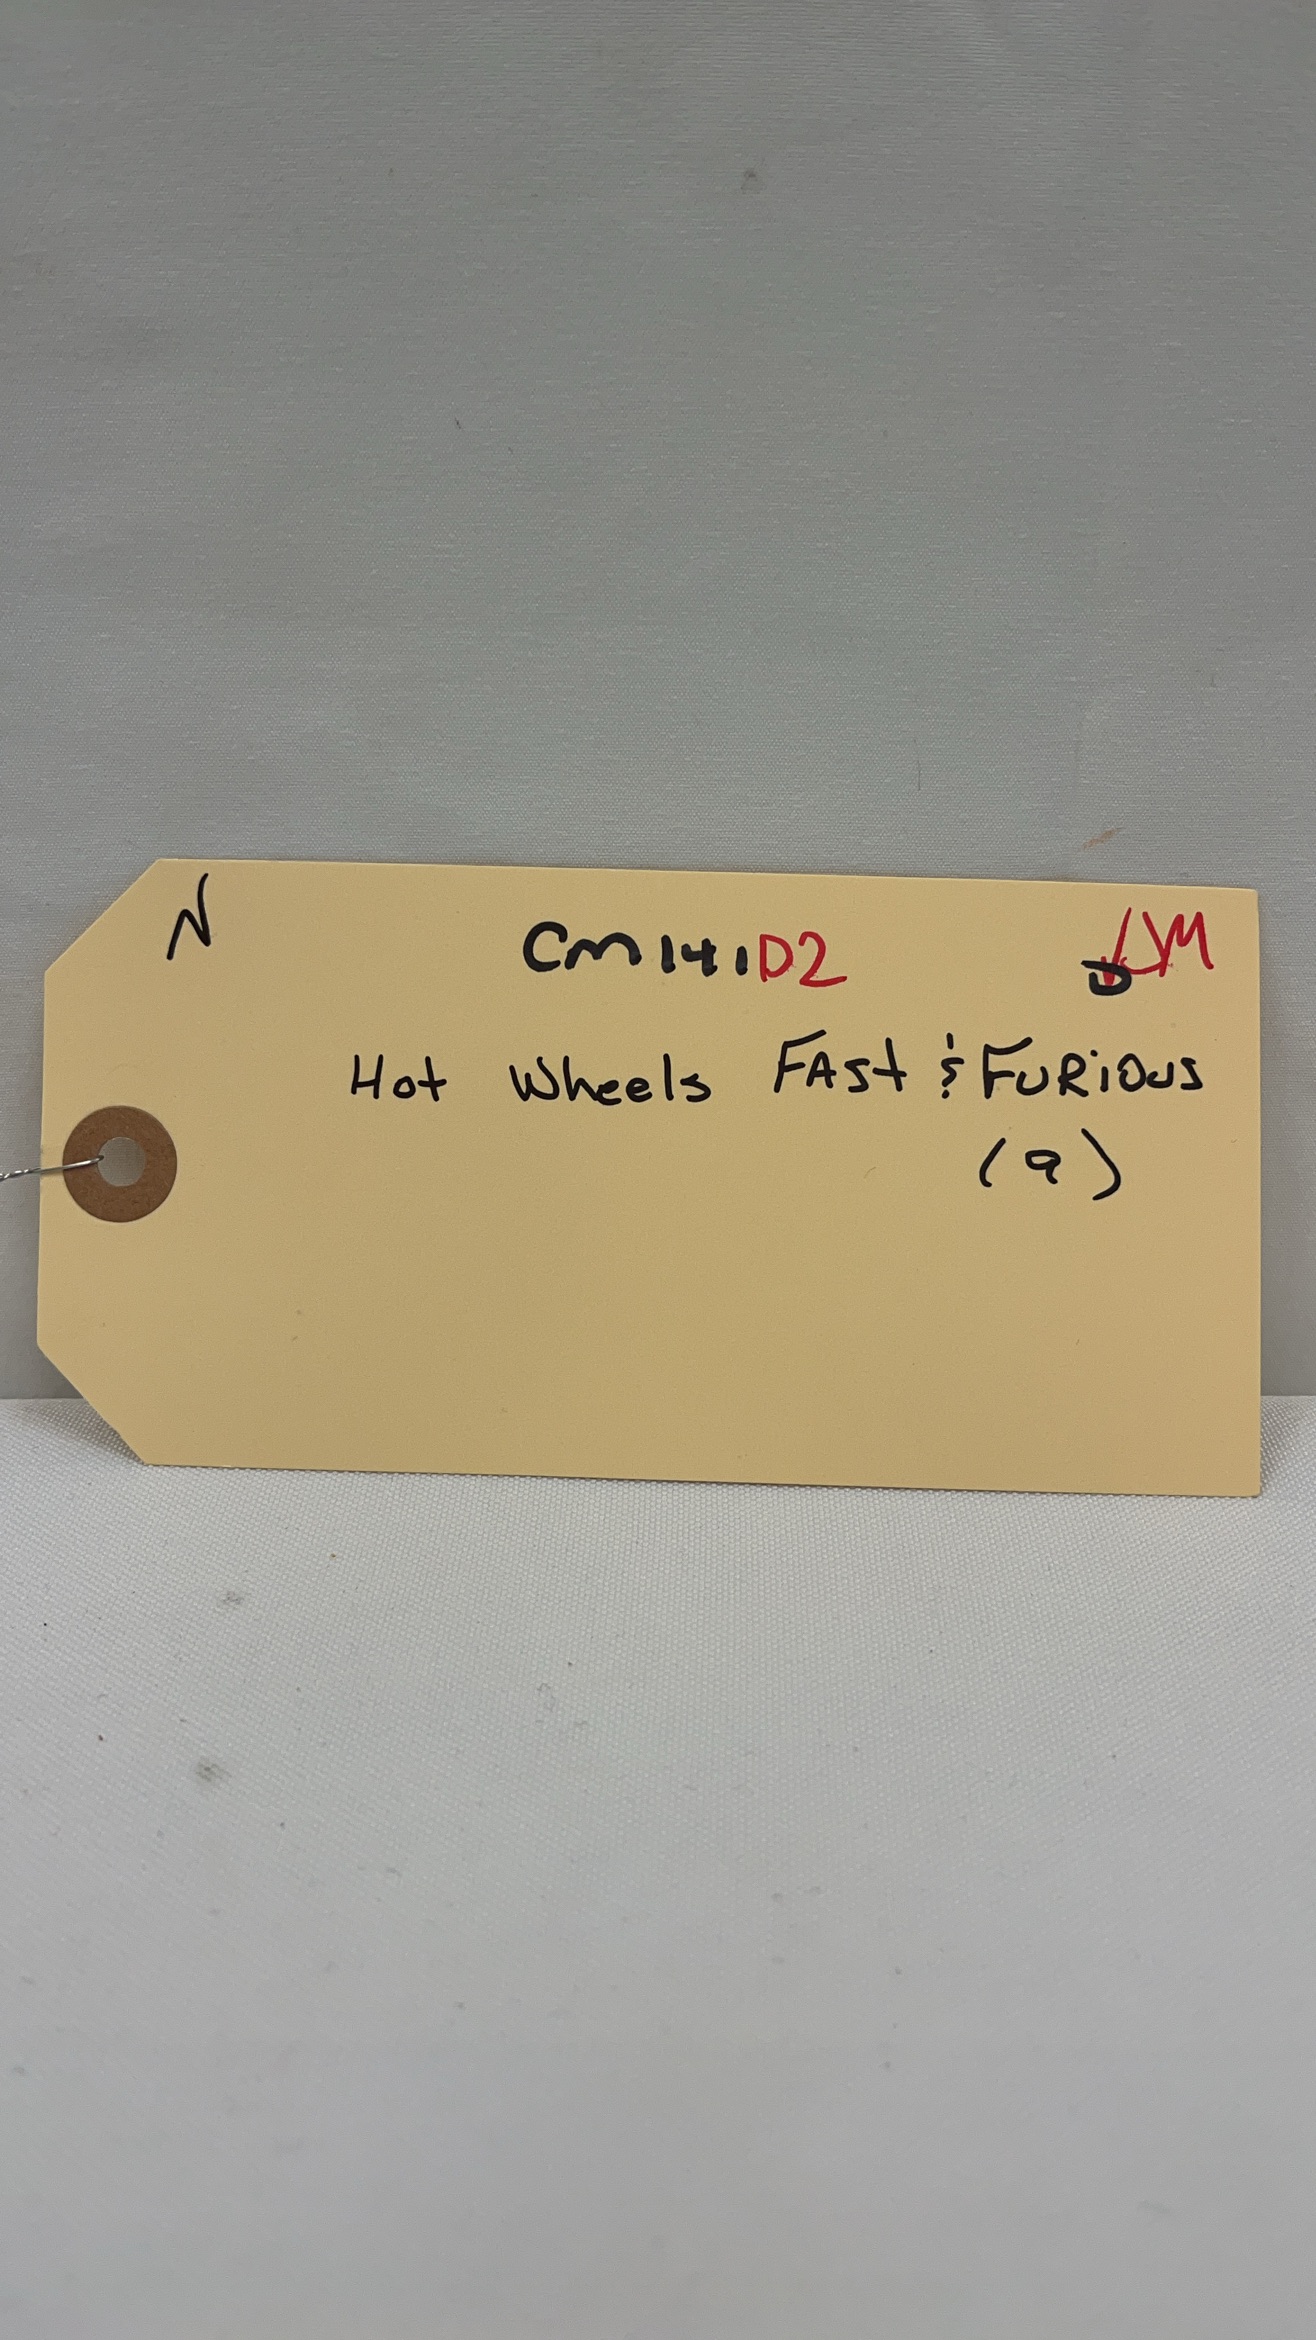 N
Cm141D2
Hot Wheels FAst & FURiOus
(9)